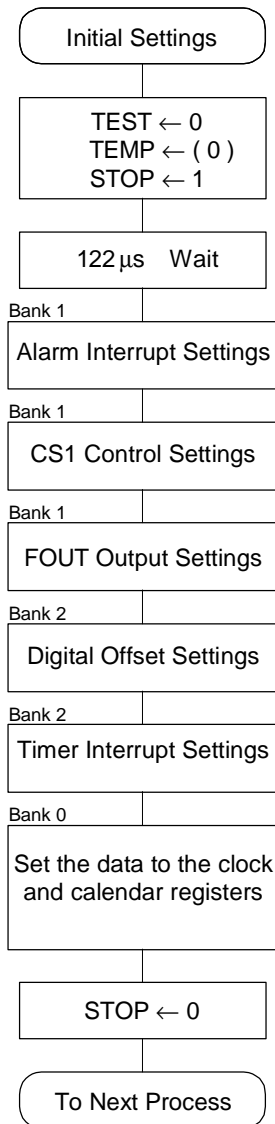 Initial Settings
TEST ← 0
TEMP ← ( 0 )
STOP ← 1
122 μs Wait
Bank 1
Alarm Interrupt Settings
Bank 1
CS1 Control Settings
Bank 1
FOUT Output Settings
Bank 2
Digital Offset Settings
Bank 2
Timer Interrupt Settings
Bank 0
Set the data to the clock
and calendar registers
STOP ← 0
To Next Process